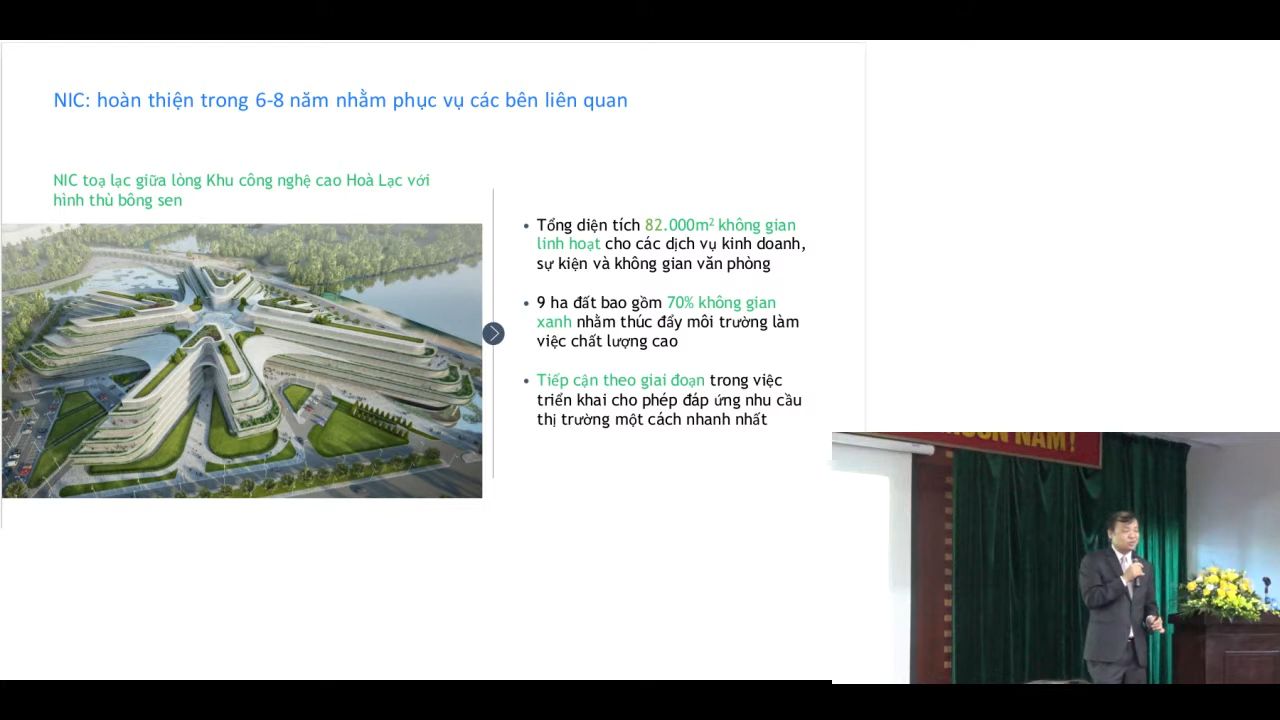 NIC: hoàn thiện trong 6-8 năm nhằm phục vụ các bên liên quan
NIC toạ lạc giữa lòng Khu công nghệ cao Hoà Lạc với
hình thù bông sen
• Tổng diện tích 82.000m² không gian
linh hoạt cho các dịch vụ kinh doanh,
sự kiện và không gian văn phòng
• 9 ha đất bao gồm 70% không gian
xanh nhằm thúc đẩy môi trường làm
việc chất lượng cao
• Tiếp cận theo giai đoạn trong việc
triển khai cho phép đáp ứng nhu cầu
thị trường một cách nhanh nhất
NĂM!